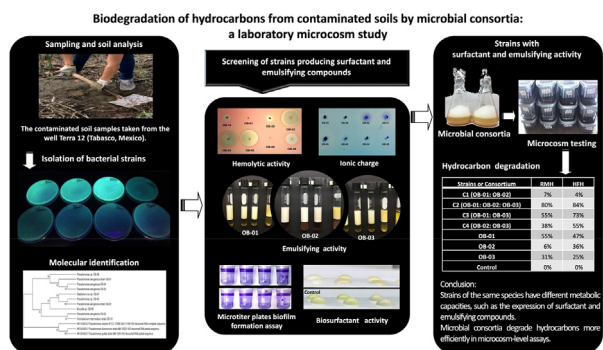 Biodegradation of hydrocarbons from contaminated soils by microbial consortia:
a laboratory microcosm study
Sampling and soil analysis
The contaminated soil samples taken from the
well Terra 12 (Tabasco, Mexico).
Isolation of bacterial strains
Molecular identification
Screening of strains producing surfactant and
emulsifying compounds
Hemolytic activity
Ionic charge
OB-01
OB-02
OB-03
Emulsifying activity
Microtiter plates biofilm
formation assay
Control
Biosurfactant activity
Strains with
surfactant and emulsifying activity
Microbial consortia
Microcosm testing
Hydrocarbon degradation
Strains or Consortium RMH HFH
C1 (OB-01: OB-02) 7% 4%
C2 (OB-01: OB-02: OB-03) 80% 84%
C3 (OB-01: OB-03) 55% 73%
C4 (OB-02: OB-03) 38% 55%
OB-01 55% 47%
OB-02 6% 36%
OB-03 31% 25%
Control 0% 0%
Conclusion:
Strains of the same species have different metabolic
capacities, such as the expression of surfactant and
emulsifying compounds.
Microbial consortia degrade hydrocarbons more
efficiently in microcosm-level assays.